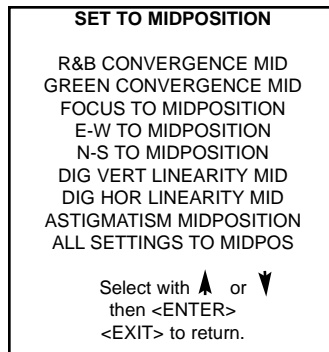 SET TO MIDPOSITION
R&B CONVERGENCE MID
GREEN CONVERGENCE MID
FOCUS TO MIDPOSITION
E-W TO MIDPOSITION
N-S TO MIDPOSITION
DIG VERT LINEARITY MID
DIG HOR LINEARITY MID
ASTIGMATISM MIDPOSITION
ALL SETTINGS TO MIDPOS
Select with or
then <ENTER>
<EXIT> to return.